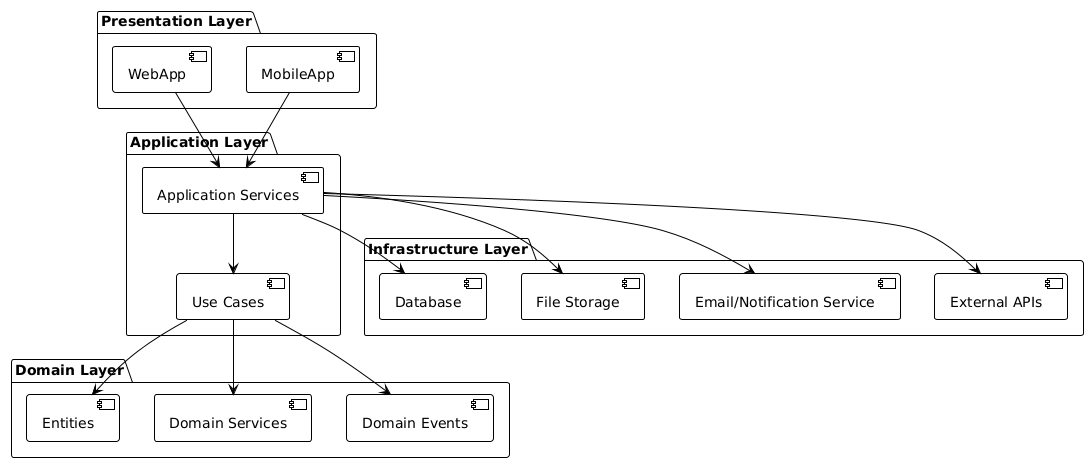 Presentation Layer
WebApp
MobileApp
Application Layer
Application Services
Infrastructure Layer
Use Cases
Database
File Storage
Email/Notification Service
External APIs
Domain Layer
Entities
Domain Services
Domain Events